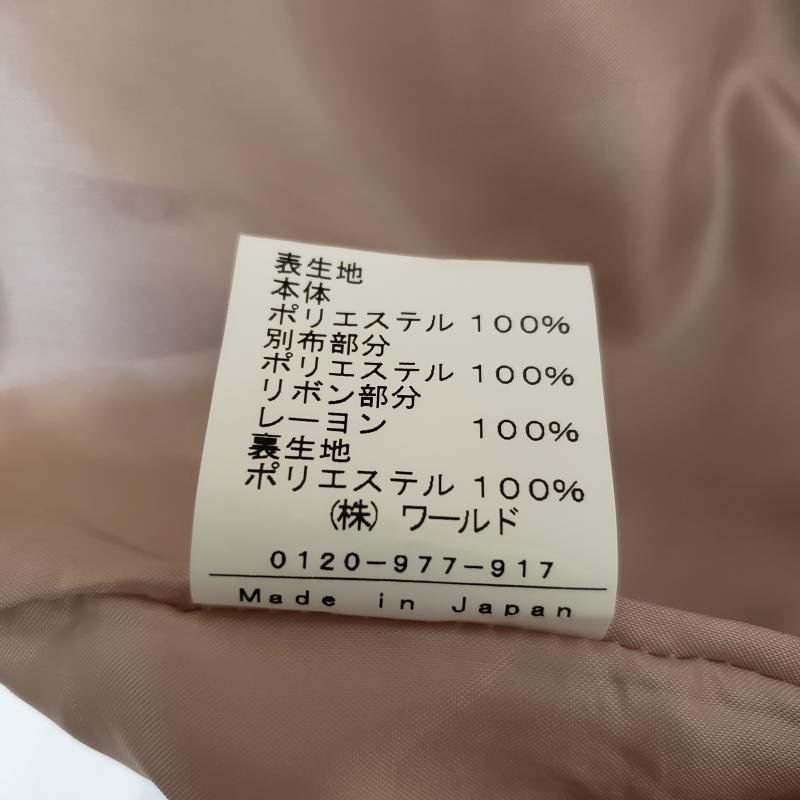 表生地
本体
ポリエステル 100%
別布部分
ポリエステル 100%
リボン部分
レーヨン 100%
裏生地
ポリエステル 100%
(株) ワールド
0120-977-917
Made in Japan